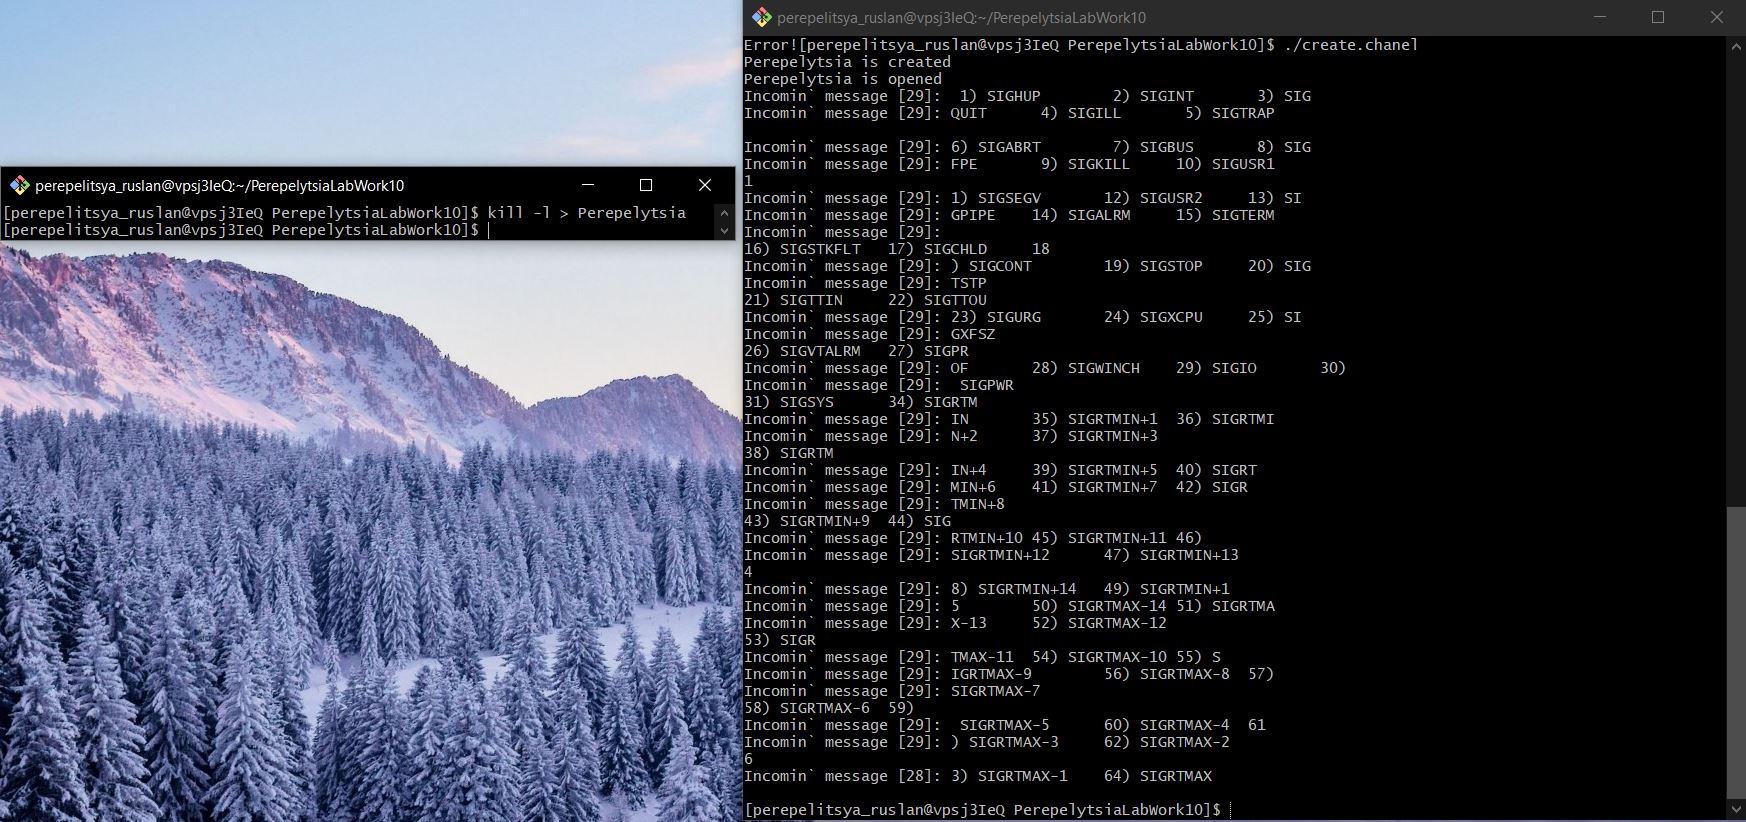 perepelitsya_ruslan@vpsj3IeQ:~/PerepelytsiaLabWork10
[perepelitsya_ruslan@vpsj3IeQ PerepelytsiaLabWork10]$ kill -l > Perepelytsia
[perepelitsya_ruslan@vpsj3IeQ PerepelytsiaLabWork10]$
perepelitsya_ruslan@vpsj3IeQ:~/PerepelytsiaLabWork10
Error![perepelitsya_ruslan@vpsj3IeQ PerepelytsiaLabWork10]$ ./create.chanel
Perepelytsia is created
Perepelytsia is opened
Incomin` message [29]:  1) SIGHUP       2) SIGINT       3) SIG
Incomin` message [29]: QUIT      4) SIGILL       5) SIGTRAP
Incomin` message [29]: 6) SIGABRT        7) SIGBUS       8) SIG
Incomin` message [29]: FPE       9) SIGKILL     10) SIGUSR1
1
Incomin` message [29]: 1) SIGSEGV       12) SIGUSR2     13) SI
Incomin` message [29]: GPIPE    14) SIGALRM     15) SIGTERM
Incomin` message [29]:
16) SIGSTKFLT   17) SIGCHLD     18
Incomin` message [29]: ) SIGCONT        19) SIGSTOP     20) SIG
Incomin` message [29]: TSTP
21) SIGTTIN     22) SIGTTOU
Incomin` message [29]: 23) SIGURG       24) SIGXCPU     25) SI
Incomin` message [29]: GXFSZ
26) SIGVTALRM   27) SIGPR
Incomin` message [29]: OF       28) SIGWINCH    29) SIGIO       30)
Incomin` message [29]:  SIGPWR
31) SIGSYS      34) SIGRTM
Incomin` message [29]: IN       35) SIGRTMIN+1  36) SIGRTMI
Incomin` message [29]: N+2      37) SIGRTMIN+3
38) SIGRTM
Incomin` message [29]: IN+4     39) SIGRTMIN+5  40) SIGRT
Incomin` message [29]: MIN+6    41) SIGRTMIN+7  42) SIGR
Incomin` message [29]: TMIN+8
43) SIGRTMIN+9  44) SIG
Incomin` message [29]: RTMIN+10 45) SIGRTMIN+11 46)
Incomin` message [29]: SIGRTMIN+12      47) SIGRTMIN+13
4
Incomin` message [29]: 8) SIGRTMIN+14   49) SIGRTMIN+1
Incomin` message [29]: 5        50) SIGRTMAX-14 51) SIGRTMA
Incomin` message [29]: X-13     52) SIGRTMAX-12
53) SIGR
Incomin` message [29]: TMAX-11  54) SIGRTMAX-10 55) S
Incomin` message [29]: IGRTMAX-9        56) SIGRTMAX-8  57)
Incomin` message [29]: SIGRTMAX-7
58) SIGRTMAX-6  59)
Incomin` message [29]:  SIGRTMAX-5      60) SIGRTMAX-4  61
Incomin` message [29]: ) SIGRTMAX-3     62) SIGRTMAX-2
6
Incomin` message [28]: 3) SIGRTMAX-1    64) SIGRTMAX
[perepelitsya_ruslan@vpsj3IeQ PerepelytsiaLabWork10]$